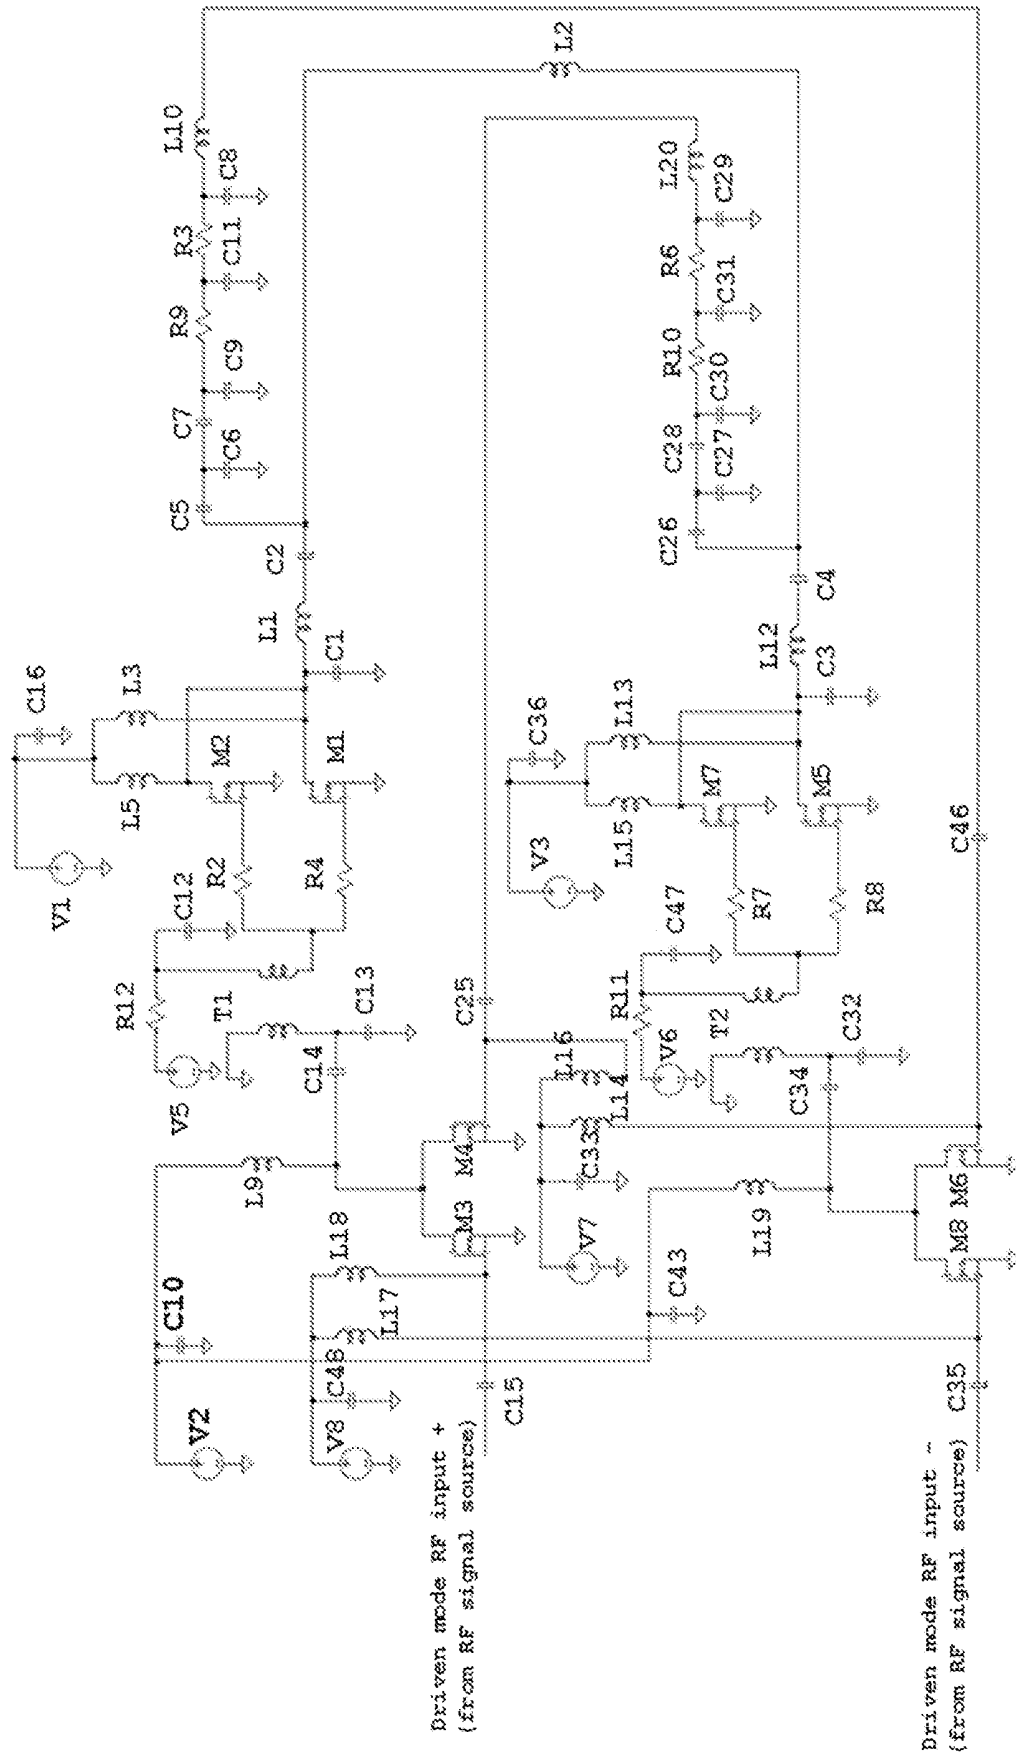 V1
C16
L3
L5
M2
M1
R2
R4
C12
R12
V5
T1
C13
C14
L9
C10
V2
V8
C48
L17
L18
M3
M4
Driven mode RF input +
(from RF signal source)
C15
L1
C1
C2
C5
C6
C7
C9
R9
C11
R3
C8
L10
L2
V3
C36
L13
L15
M7
M5
R7
R8
C47
R11
V6
T2
C32
C34
L16
L14
C33
V7
C25
C43
L19
M8
M6
Driven mode RF input -
(from RF signal source)
C35
C46
L12
C3
C4
C26
C27
C28
C30
R10
C31
R6
C29
L20